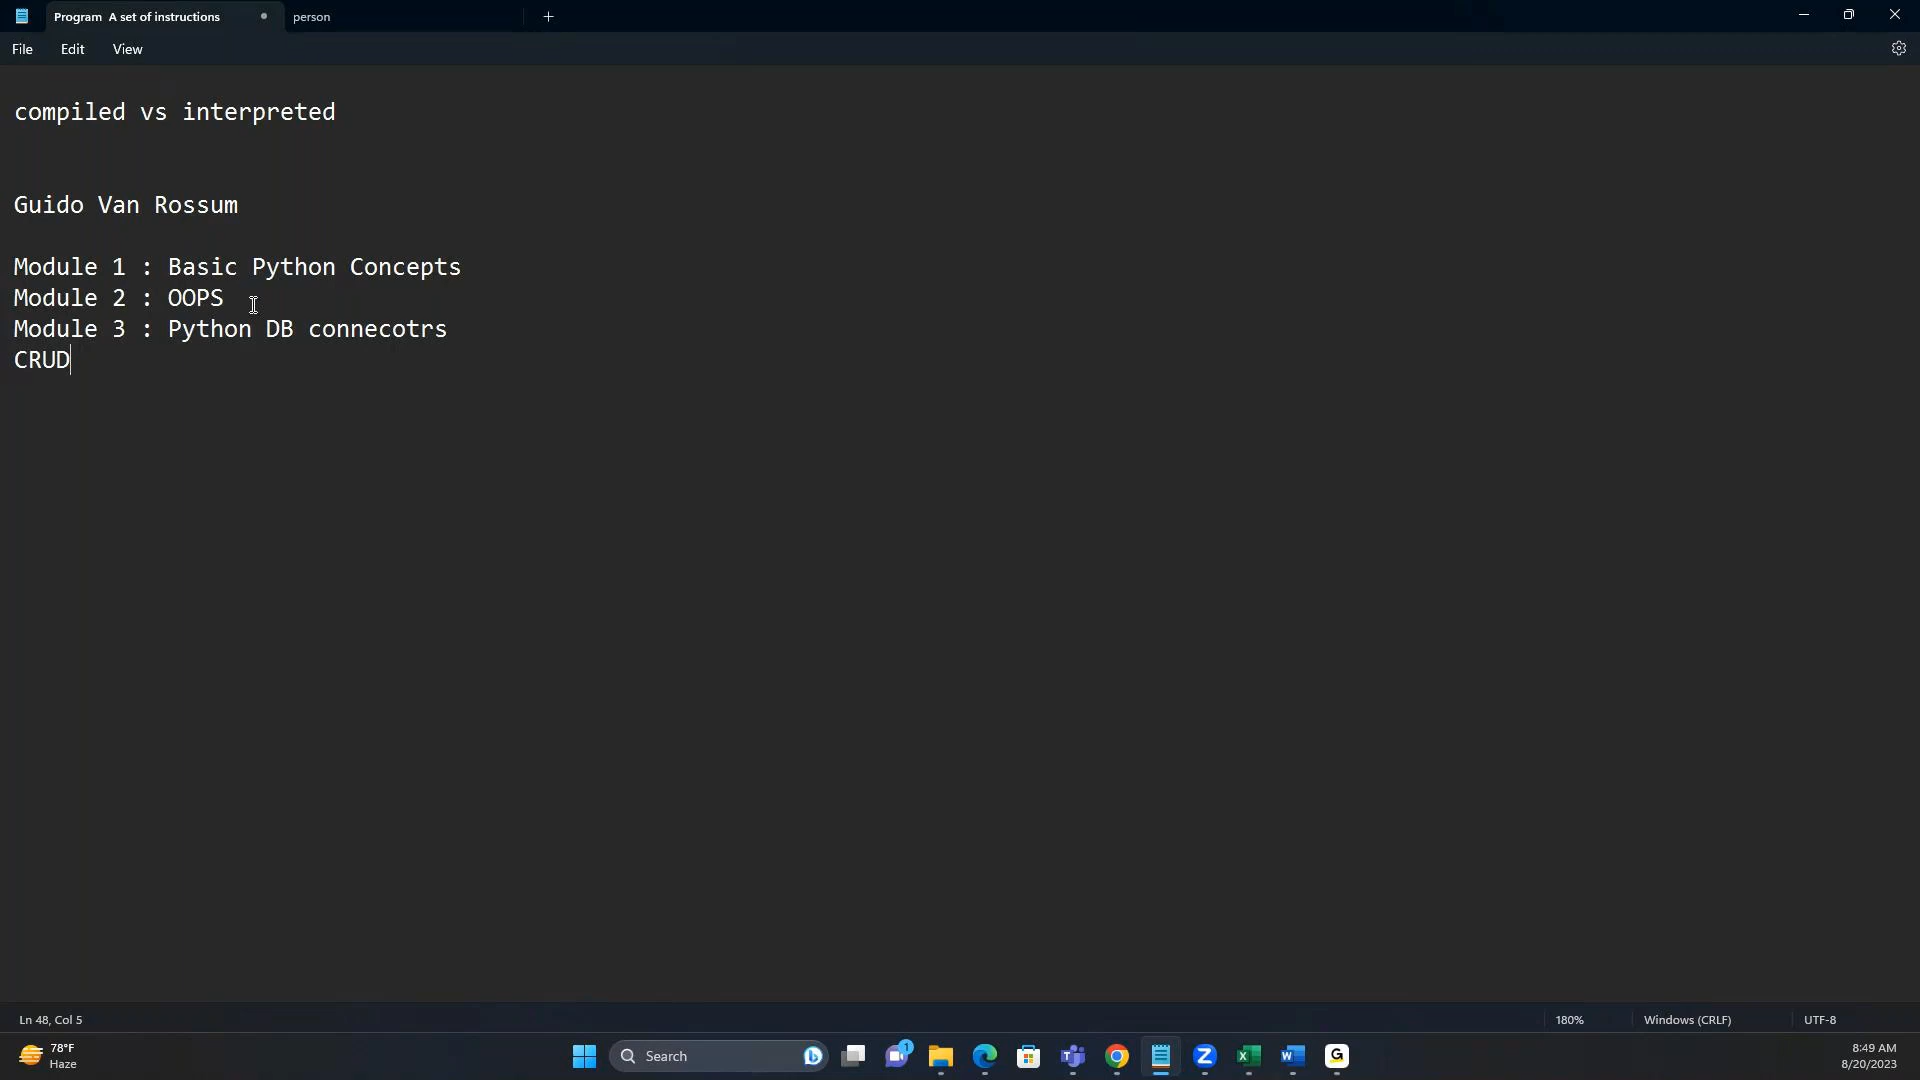 Program A set of instructions
person
File Edit View
compiled vs interpreted
Guido Van Rossum
Module 1 : Basic Python Concepts
Module 2 : OOPS
Module 3 : Python DB connecotrs
CRUD
Ln 48, Col 5
180%
Windows (CRLF)
UTF-8
78°F
Haze
Search
1
8:49 AM
8/20/2023